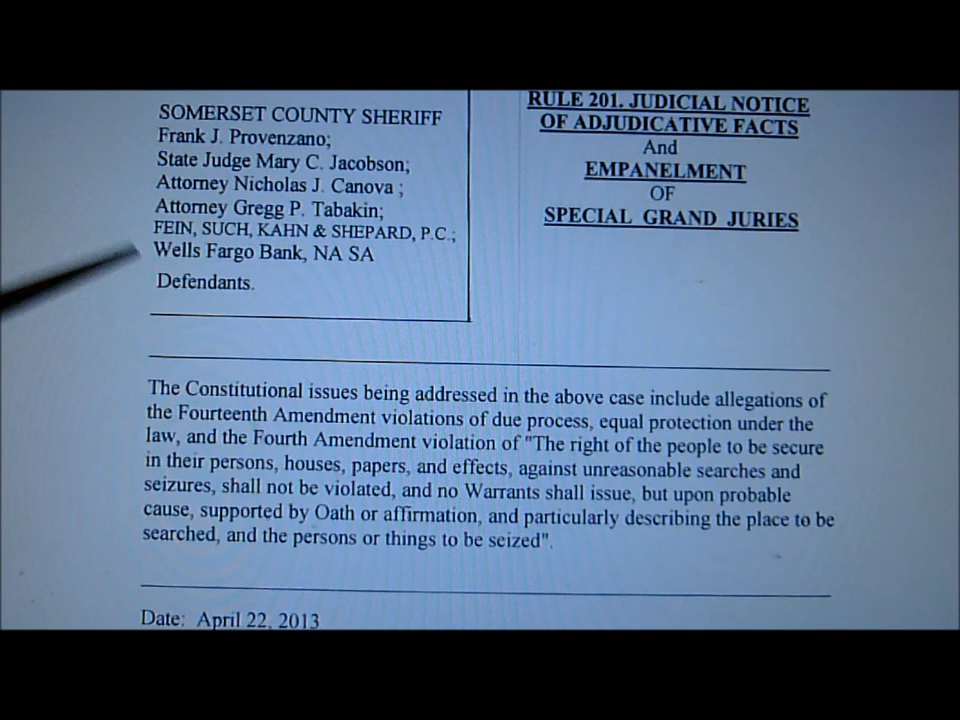 SOMERSET COUNTY SHERIFF
Frank J. Provenzano;
State Judge Mary C. Jacobson;
Attorney Nicholas J. Canova ;
Attorney Gregg P. Tabakin;
FEIN, SUCH, KAHN & SHEPARD, P.C.;
Wells Fargo Bank, NA SA
Defendants.
RULE 201. JUDICIAL NOTICE
OF ADJUDICATIVE FACTS
And
EMPANELMENT
OF
SPECIAL GRAND JURIES
The Constitutional issues being addressed in the above case include allegations of
the Fourteenth Amendment violations of due process, equal protection under the
law, and the Fourth Amendment violation of "The right of the people to be secure
in their persons, houses, papers, and effects, against unreasonable searches and
seizures, shall not be violated, and no Warrants shall issue, but upon probable
cause, supported by Oath or affirmation, and particularly describing the place to be
searched, and the persons or things to be seized".
Date: April 22, 2013